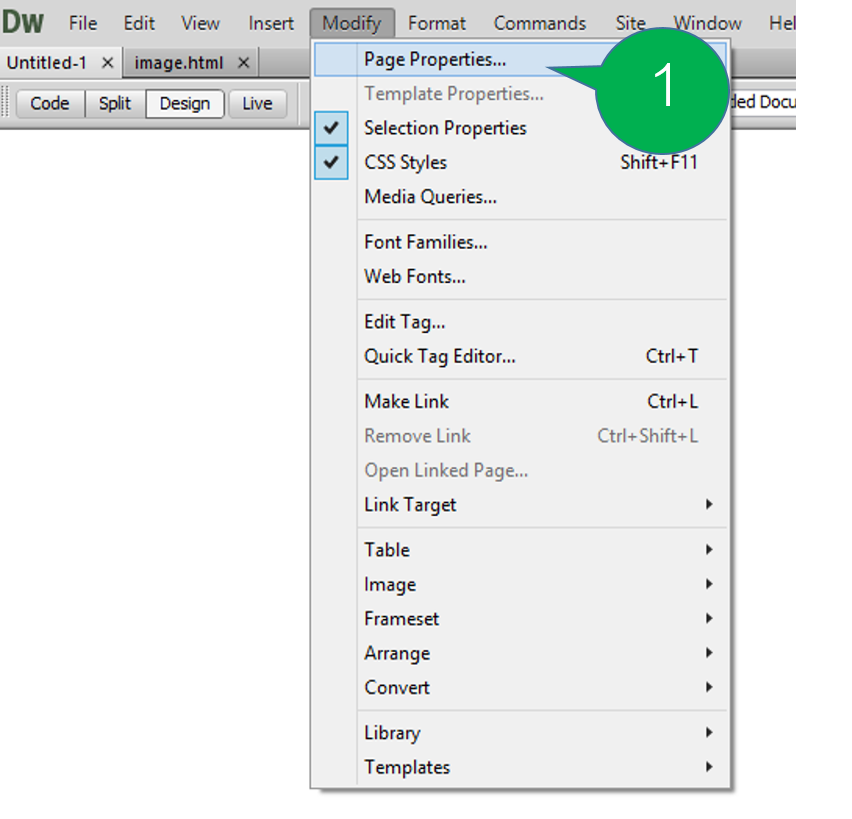 Dw File Edit View Insert Modify Format Commands Site Window
Untitled-1 × image.html ×
Code Split Design Live
Page Properties...
1
Template Properties...
Selection Properties
CSS Styles Shift+F11
Media Queries...
Font Families...
Web Fonts...
Edit Tag...
Quick Tag Editor... Ctrl+T
Make Link Ctrl+L
Remove Link Ctrl+Shift+L
Open Linked Page...
Link Target
Table
Image
Frameset
Arrange
Convert
Library
Templates